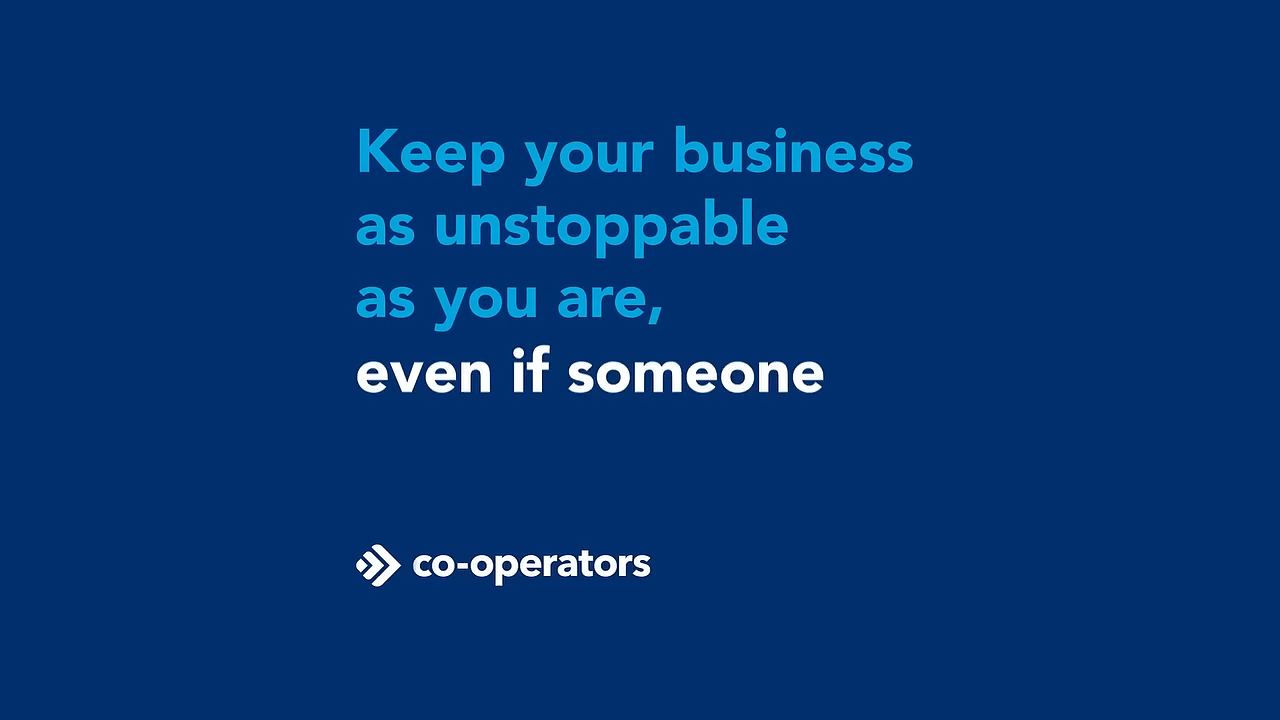 Keep your business
as unstoppable
as you are,
even if someone
co-operators